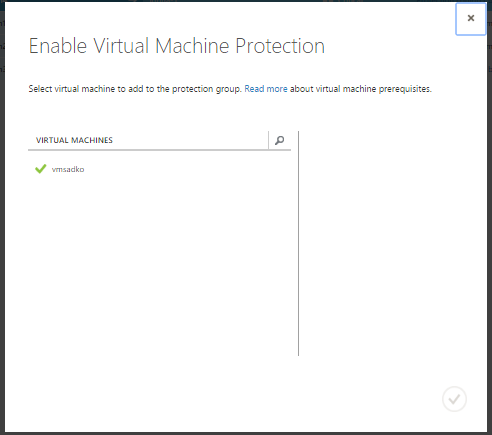 Enable Virtual Machine Protection
Select virtual machine to add to the protection group. Read more about virtual machine prerequisites.
VIRTUAL MACHINES
vmsadko